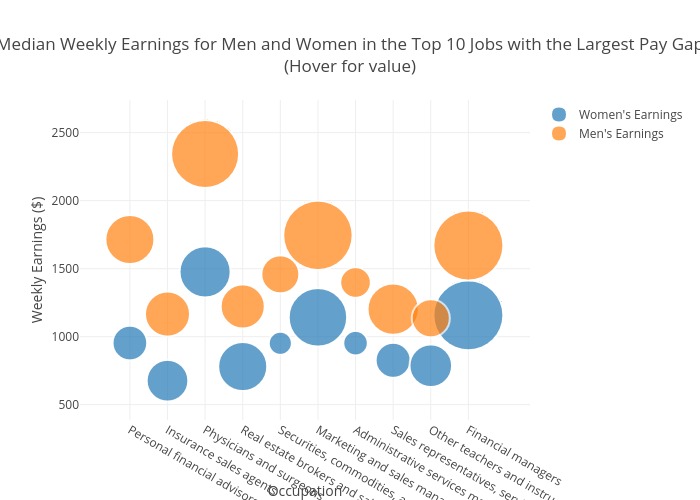 Median Weekly Earnings for Men and Women in the Top 10 Jobs with the Largest Pay Gap
(Hover for value)
Women's Earnings
Men's Earnings
Weekly Earnings ($)
2500
2000
1500
1000
500
Personal financial advisors
Insurance sales agents
Physicians and surgeons
Real estate brokers and
Securities, commodities,
Marketing and sales
Administrative services
Sales representatives,
Other teachers and
Financial managers
Occupation